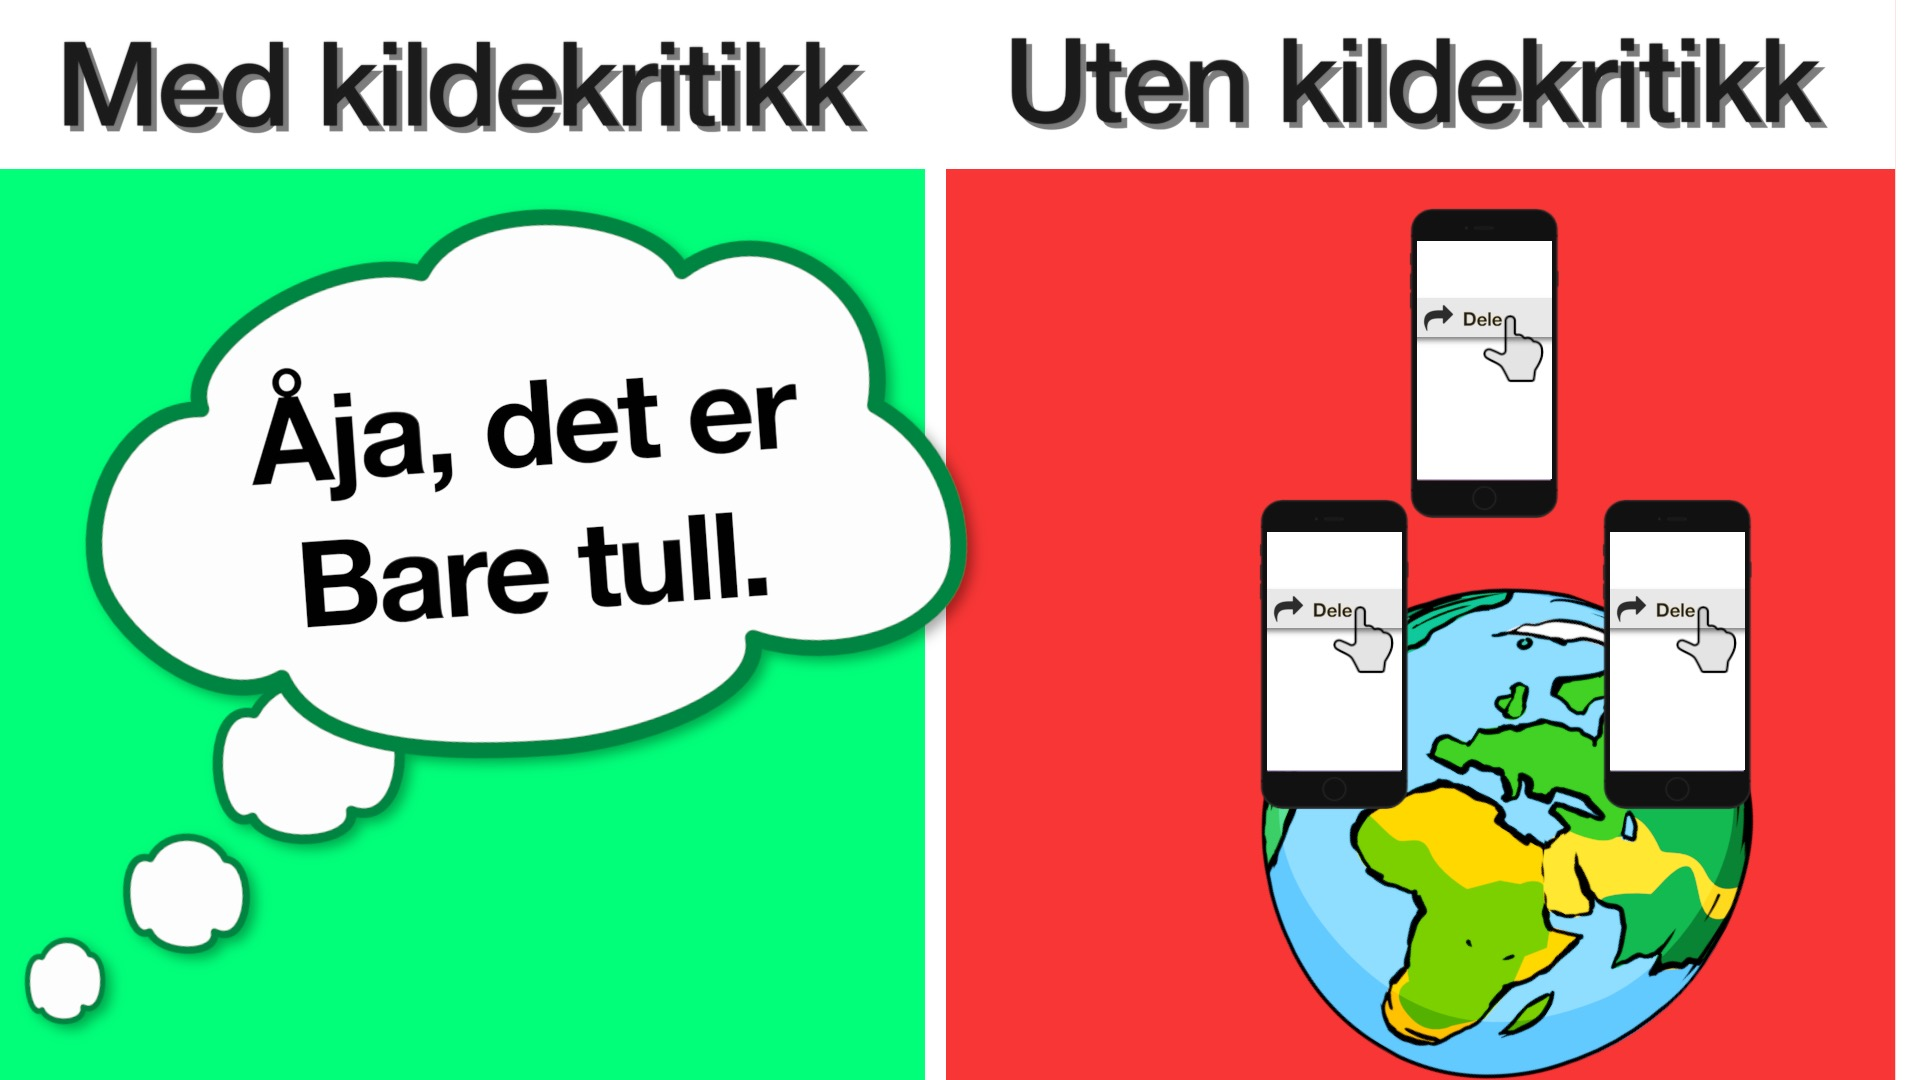 Med kildekritikk
Uten kildekritikk
Åja, det er
Bare tull.
Dele
Dele
Dele